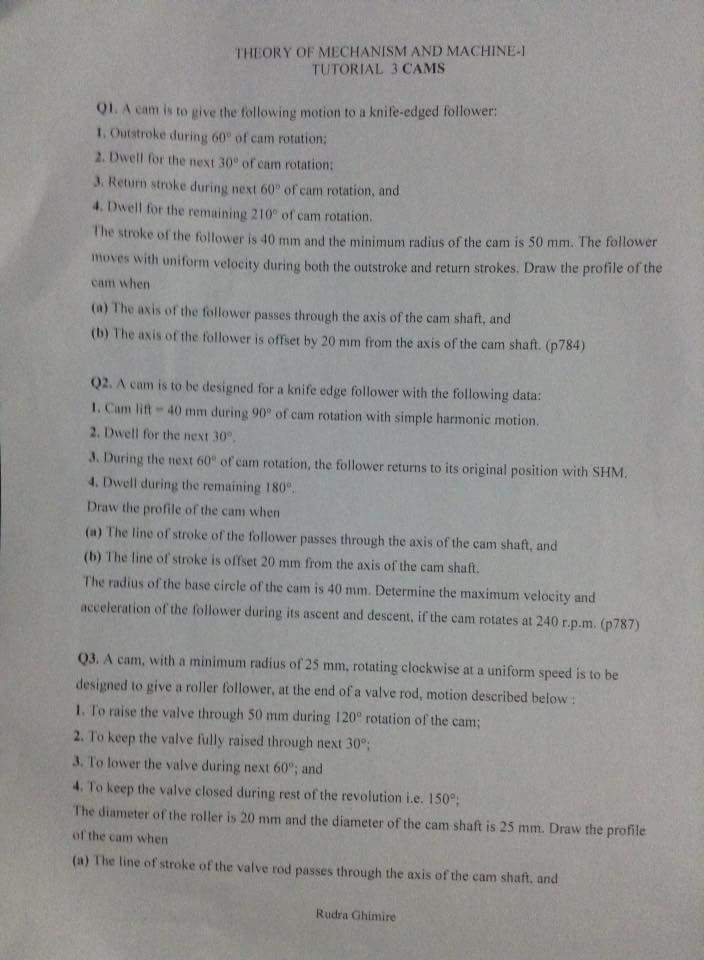 THEORY OF MECHANISM AND MACHINE-I
TUTORIAL 3 CAMS
Q1. A cam is to give the following motion to a knife-edged follower:
1. Outstroke during 60° of cam rotation;
2. Dwell for the next 30° of cam rotation;
3. Return stroke during next 60° of cam rotation, and
4. Dwell for the remaining 210° of cam rotation.
The stroke of the follower is 40 mm and the minimum radius of the cam is 50 mm. The follower
moves with uniform velocity during both the outstroke and return strokes. Draw the profile of the
cam when
(a) The axis of the follower passes through the axis of the cam shaft, and
(b) The axis of the follower is offset by 20 mm from the axis of the cam shaft. (p784)
Q2. A cam is to be designed for a knife edge follower with the following data:
1. Cam lift = 40 mm during 90° of cam rotation with simple harmonic motion.
2. Dwell for the next 30°.
3. During the next 60° of cam rotation, the follower returns to its original position with SHM.
4. Dwell during the remaining 180°.
Draw the profile of the cam when
(a) The line of stroke of the follower passes through the axis of the cam shaft, and
(b) The line of stroke is offset 20 mm from the axis of the cam shaft.
The radius of the base circle of the cam is 40 mm. Determine the maximum velocity and
acceleration of the follower during its ascent and descent, if the cam rotates at 240 r.p.m. (p787)
Q3. A cam, with a minimum radius of 25 mm, rotating clockwise at a uniform speed is to be
designed to give a roller follower, at the end of a valve rod, motion described below :
1. To raise the valve through 50 mm during 120° rotation of the cam;
2. To keep the valve fully raised through next 30°;
3. To lower the valve during next 60°; and
4. To keep the valve closed during rest of the revolution i.e. 150°;
The diameter of the roller is 20 mm and the diameter of the cam shaft is 25 mm. Draw the profile
of the cam when
(a) The line of stroke of the valve rod passes through the axis of the cam shaft, and
Rudra Ghimire